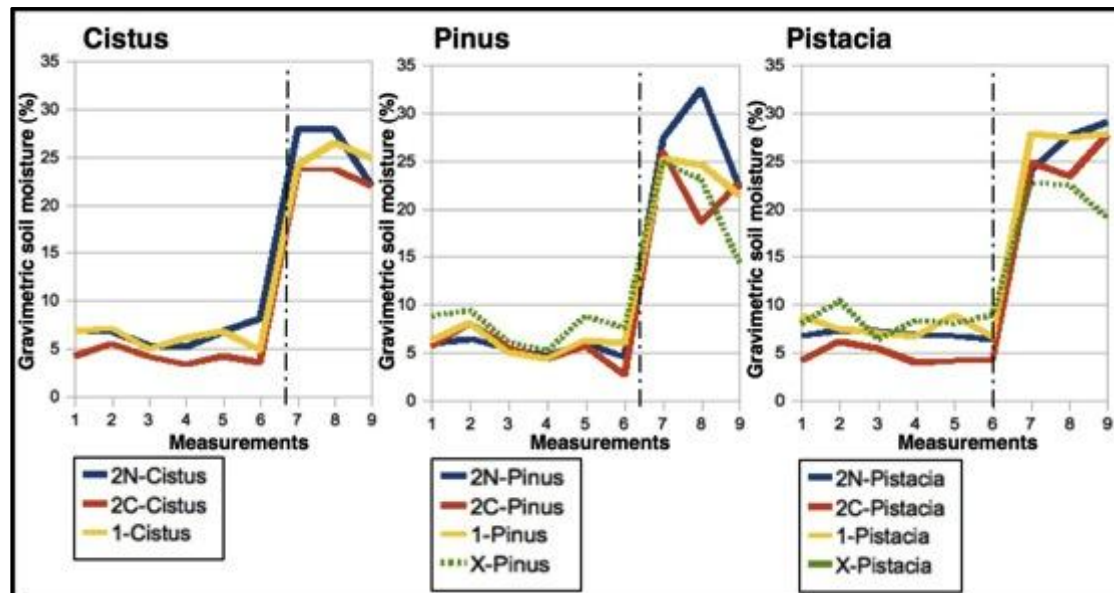 Cistus
Gravimetric soil moisture (%)
35
30
25
20
15
10
5
0
1 2 3 4 5 6 7 8 9
Measurements
2N-Cistus
2C-Cistus
1-Cistus
Pinus
Gravimetric soil moisture (%)
35
30
25
20
15
10
5
0
1 2 3 4 5 6 7 8 9
Measurements
2N-Pinus
2C-Pinus
1-Pinus
X-Pinus
Pistacia
Gravimetric soil moisture (%)
35
30
25
20
15
10
5
0
1 2 3 4 5 6 7 8 9
Measurements
2N-Pistacia
2C-Pistacia
1-Pistacia
X-Pistacia